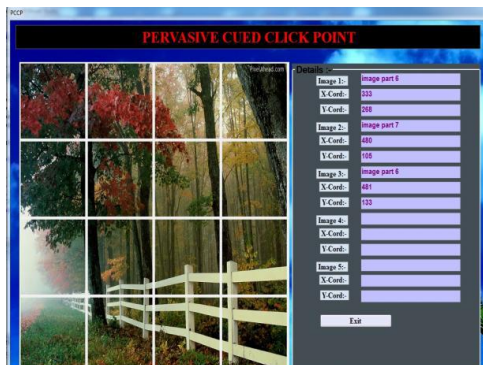 PCCP
PERVASIVE CUED CLICK POINT
PixelAhead.com
Details :-
Image 1:- image part 6
X-Cord:- 333
Y-Cord:- 268
Image 2:- image part 7
X-Cord:- 480
Y-Cord:- 105
Image 3:- image part 6
X-Cord:- 481
Y-Cord:- 133
Image 4:-
X-Cord:-
Y-Cord:-
Image 5:-
X-Cord:-
Y-Cord:-
Exit